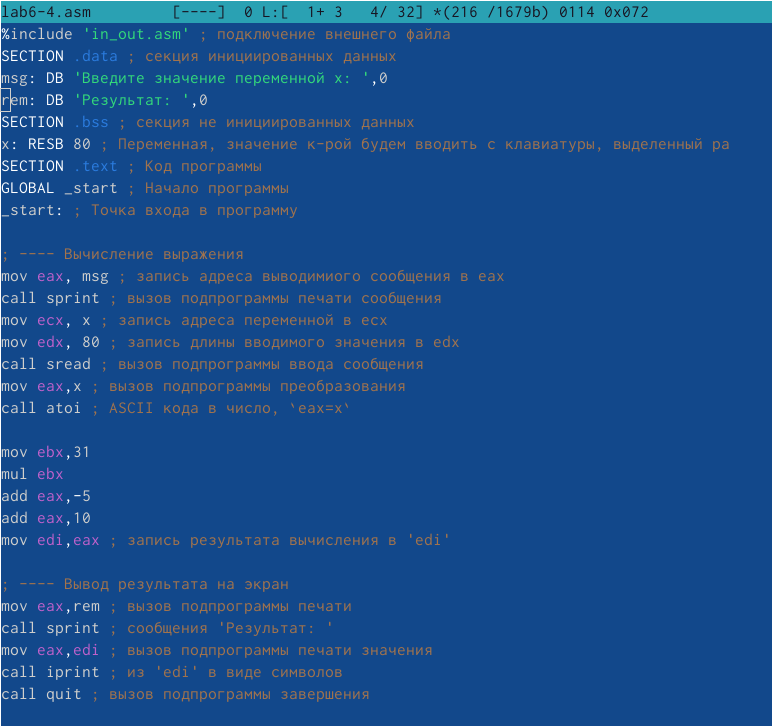 lab6-4.asm [----] 0 L:[ 1+ 3 4/ 32] *(216 /1679b) 0114 0x072
%include 'in_out.asm' ; подключение внешнего файла
SECTION .data ; секция инициированных данных
msg: DB 'Введите значение переменной x: ',0
rem: DB 'Результат: ',0
SECTION .bss ; секция не инициированных данных
x: RESB 80 ; Переменная, значение к-рой будем вводить с клавиатуры, выделенный ра
SECTION .text ; Код программы
GLOBAL _start ; Начало программы
_start: ; Точка входа в программу
; ---- Вычисление выражения
mov eax, msg ; запись адреса выводимиого сообщения в eax
call sprint ; вызов подпрограммы печати сообщения
mov ecx, x ; запись адреса переменной в ecx
mov edx, 80 ; запись длины вводимого значения в edx
call sread ; вызов подпрограммы ввода сообщения
mov eax,x ; вызов подпрограммы преобразования
call atoi ; ASCII кода в число, `eax=x`
mov ebx,31
mul ebx
add eax,-5
add eax,10
mov edi,eax ; запись результата вычисления в 'edi'
; ---- Вывод результата на экран
mov eax,rem ; вызов подпрограммы печати
call sprint ; сообщения 'Результат: '
mov eax,edi ; вызов подпрограммы печати значения
call iprint ; из 'edi' в виде символов
call quit ; вызов подпрограммы завершения